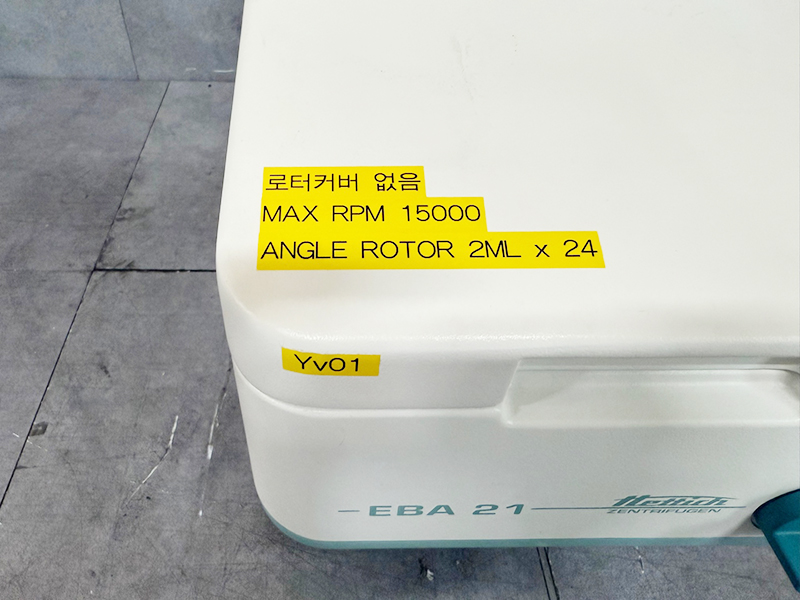 로터커버 없음
MAX RPM 15000
ANGLE ROTOR 2ML x 24
Yv01
EBA 21
Hettich
ZENTRIFUGEN